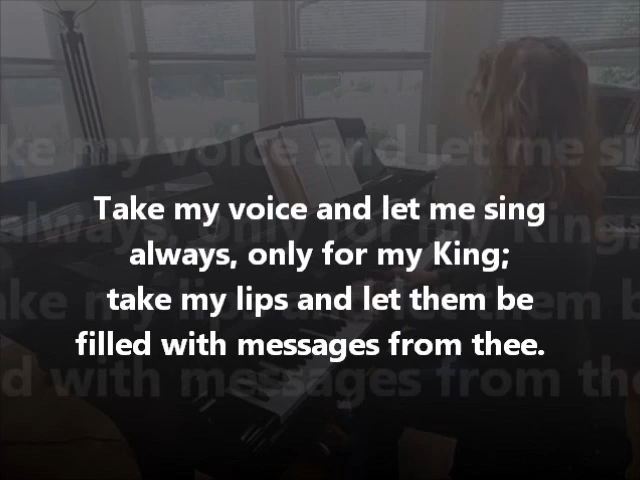 Take my voice and let me sing
always, only for my King;
take my lips and let them be
filled with messages from thee.